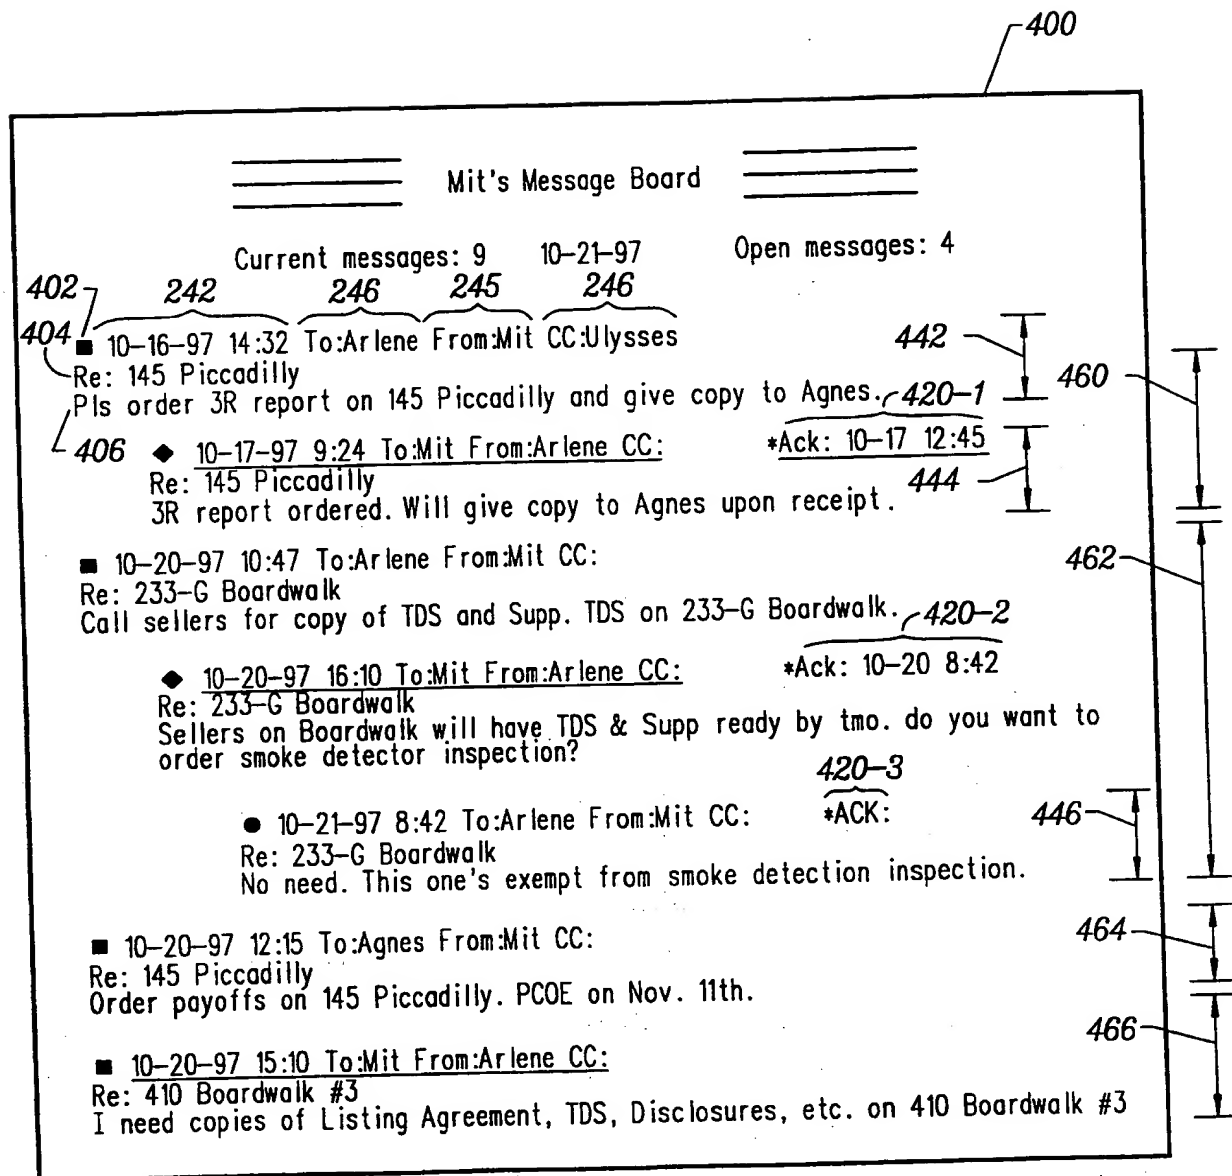 400
Mit's Message Board
Current messages: 9 10-21-97 Open messages: 4
402 242 246 245 246
404 ■ 10-16-97 14:32 To:Arlene From:Mit CC:Ulysses 442
Re: 145 Piccadilly 460
Pls order 3R report on 145 Piccadilly and give copy to Agnes. 420-1
406 ◆ 10-17-97 9:24 To:Mit From:Arlene CC: *Ack: 10-17 12:45
Re: 145 Piccadilly 444
3R report ordered. Will give copy to Agnes upon receipt.
■ 10-20-97 10:47 To:Arlene From:Mit CC: 462
Re: 233-G Boardwalk
Call sellers for copy of TDS and Supp. TDS on 233-G Boardwalk. 420-2
◆ 10-20-97 16:10 To:Mit From:Arlene CC: *Ack: 10-20 8:42
Re: 233-G Boardwalk
Sellers on Boardwalk will have TDS & Supp ready by tmo. do you want to
order smoke detector inspection?
420-3
● 10-21-97 8:42 To:Arlene From:Mit CC: *ACK: 446
Re: 233-G Boardwalk
No need. This one's exempt from smoke detection inspection.
■ 10-20-97 12:15 To:Agnes From:Mit CC: 464
Re: 145 Piccadilly
Order payoffs on 145 Piccadilly. PCOE on Nov. 11th.
466
■ 10-20-97 15:10 To:Mit From:Arlene CC:
Re: 410 Boardwalk #3
I need copies of Listing Agreement, TDS, Disclosures, etc. on 410 Boardwalk #3